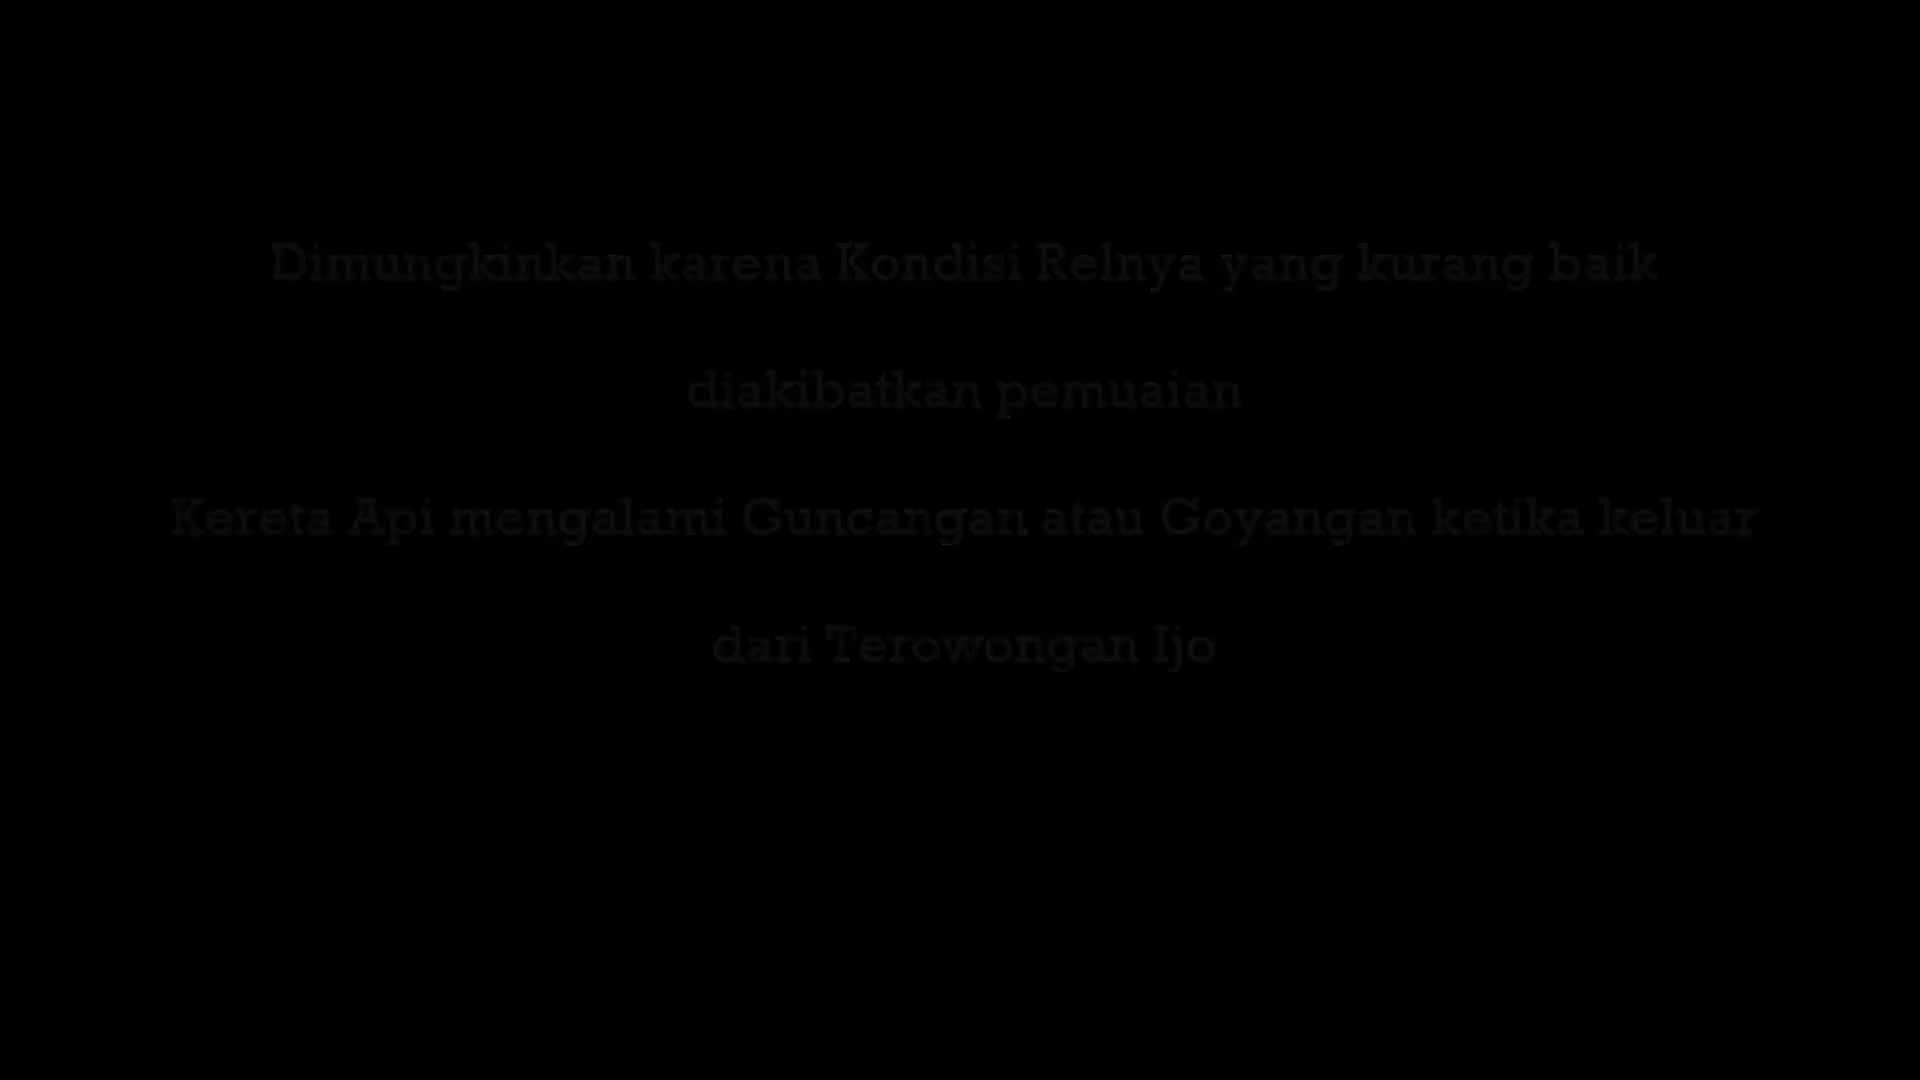 Dimungkinkan karena Kondisi Relnya yang kurang baik
diakibatkan pemuaian
Kereta Api mengalami Guncangan atau Goyangan ketika keluar
dari Terowongan Ijo